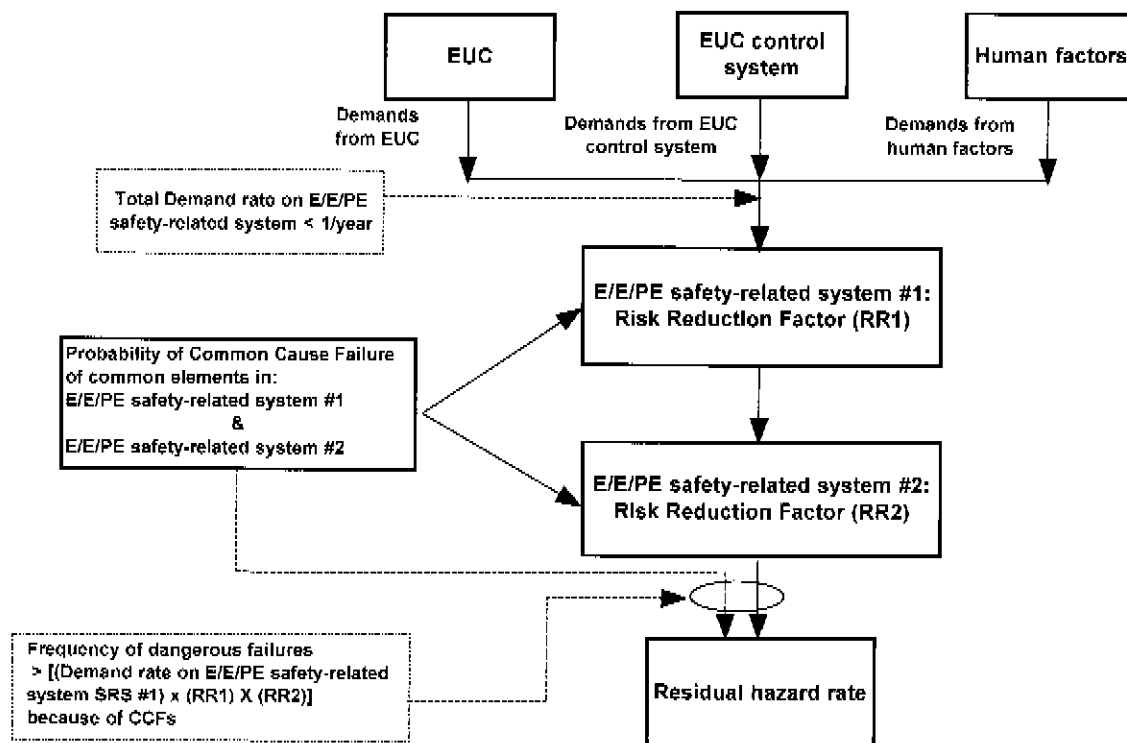 EUC
EUC control
system
Human factors
Demands
from EUC
Demands from EUC
control system
Demands from
human factors
Total Demand rate on E/E/PE
safety-related system < 1/year
E/E/PE safety-related system #1:
Risk Reduction Factor (RR1)
Probability of Common Cause Failure
of common elements in:
E/E/PE safety-related system #1
&
E/E/PE safety-related system #2
E/E/PE safety-related system #2:
Risk Reduction Factor (RR2)
Frequency of dangerous failures
> [(Demand rate on E/E/PE safety-related
system SRS #1) x (RR1) X (RR2)]
because of CCFs
Residual hazard rate